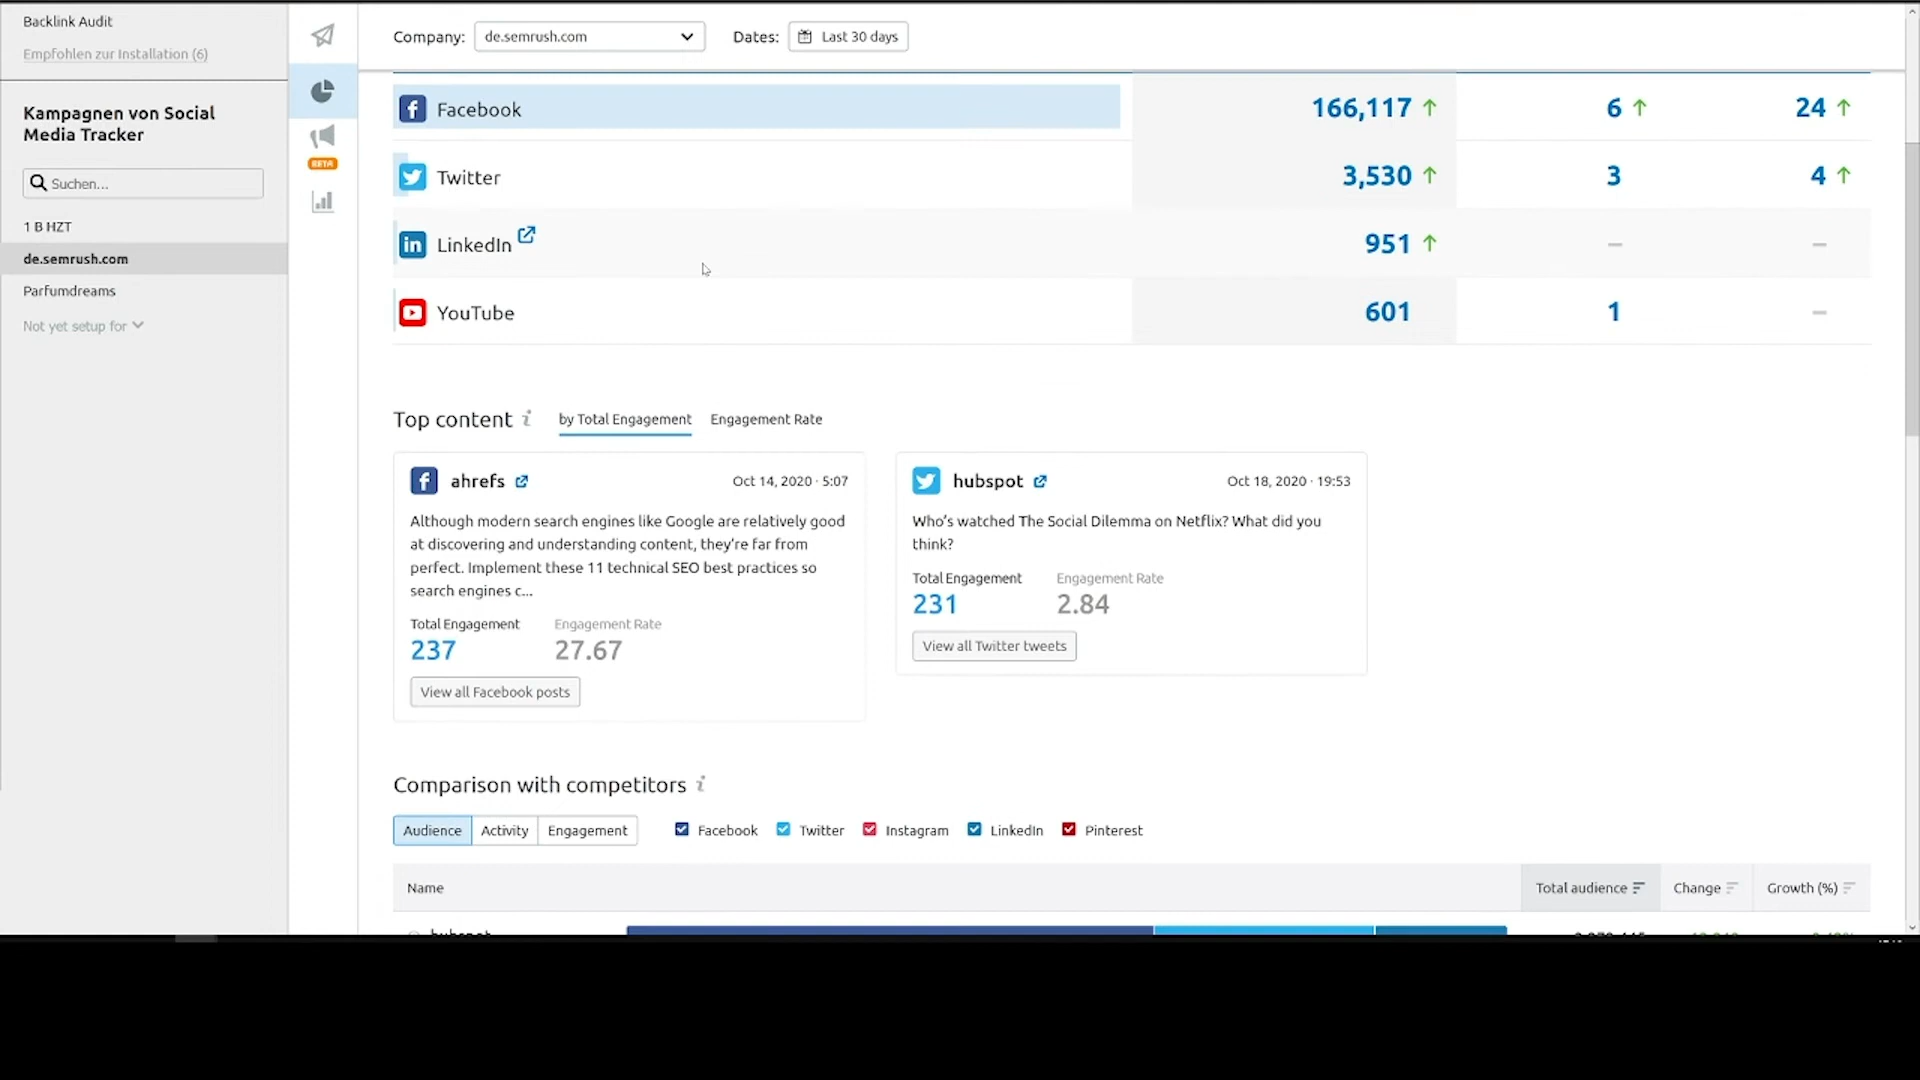 Backlink Audit
Empfohlen zur Installation (6)
Kampagnen von Social
Media Tracker
Suchen...
1 B HZT
de.semrush.com
Parfumdreams
Not yet setup for
BETA
Company: de.semrush.com Dates: Last 30 days
Facebook 166,117 6 24
Twitter 3,530 3 4
LinkedIn 951 – –
YouTube 601 1 –
Top content i by Total Engagement Engagement Rate
ahrefs Oct 14, 2020 · 5:07
Although modern search engines like Google are relatively good
at discovering and understanding content, they're far from
perfect. Implement these 11 technical SEO best practices so
search engines c...
Total Engagement Engagement Rate
237 27.67
View all Facebook posts
hubspot Oct 18, 2020 · 19:53
Who's watched The Social Dilemma on Netflix? What did you
think?
Total Engagement Engagement Rate
231 2.84
View all Twitter tweets
Comparison with competitors i
Audience Activity Engagement Facebook Twitter Instagram LinkedIn Pinterest
Name Total audience Change Growth (%)
hubspot